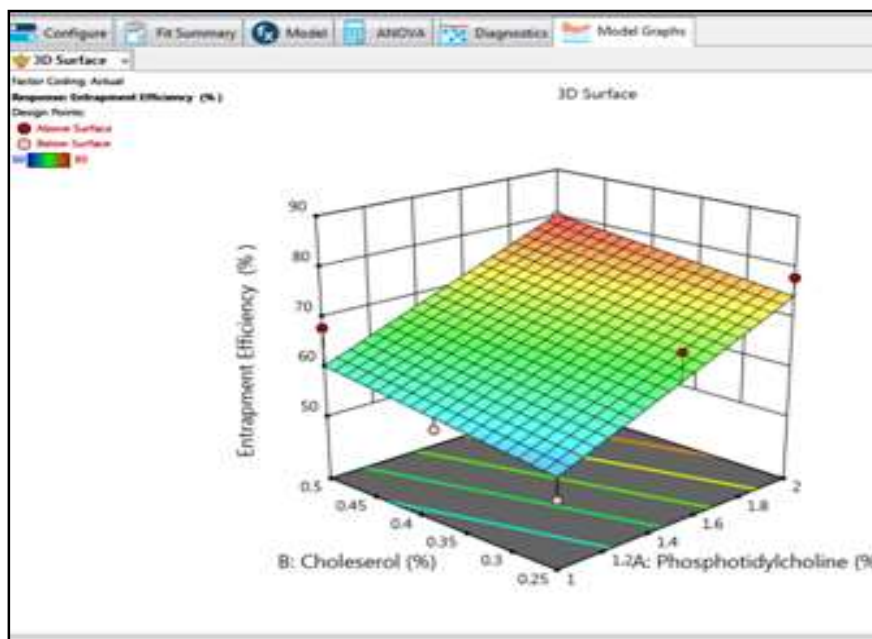 Configure Fit Summary Model ANOVA Diagnostics Model Graphs
3D Surface
Factor Coding: Actual
Response: Entrapment Efficiency (%)
Design Points:
Above Surface
Below Surface
3D Surface
90
80
70
60
50
Entrapment Efficiency (%)
0.5
0.45
0.4
0.35
0.3
0.25
B: Choleserol (%)
1
1.2
1.4
1.6
1.8
2
A: Phosphotidylcholine (%